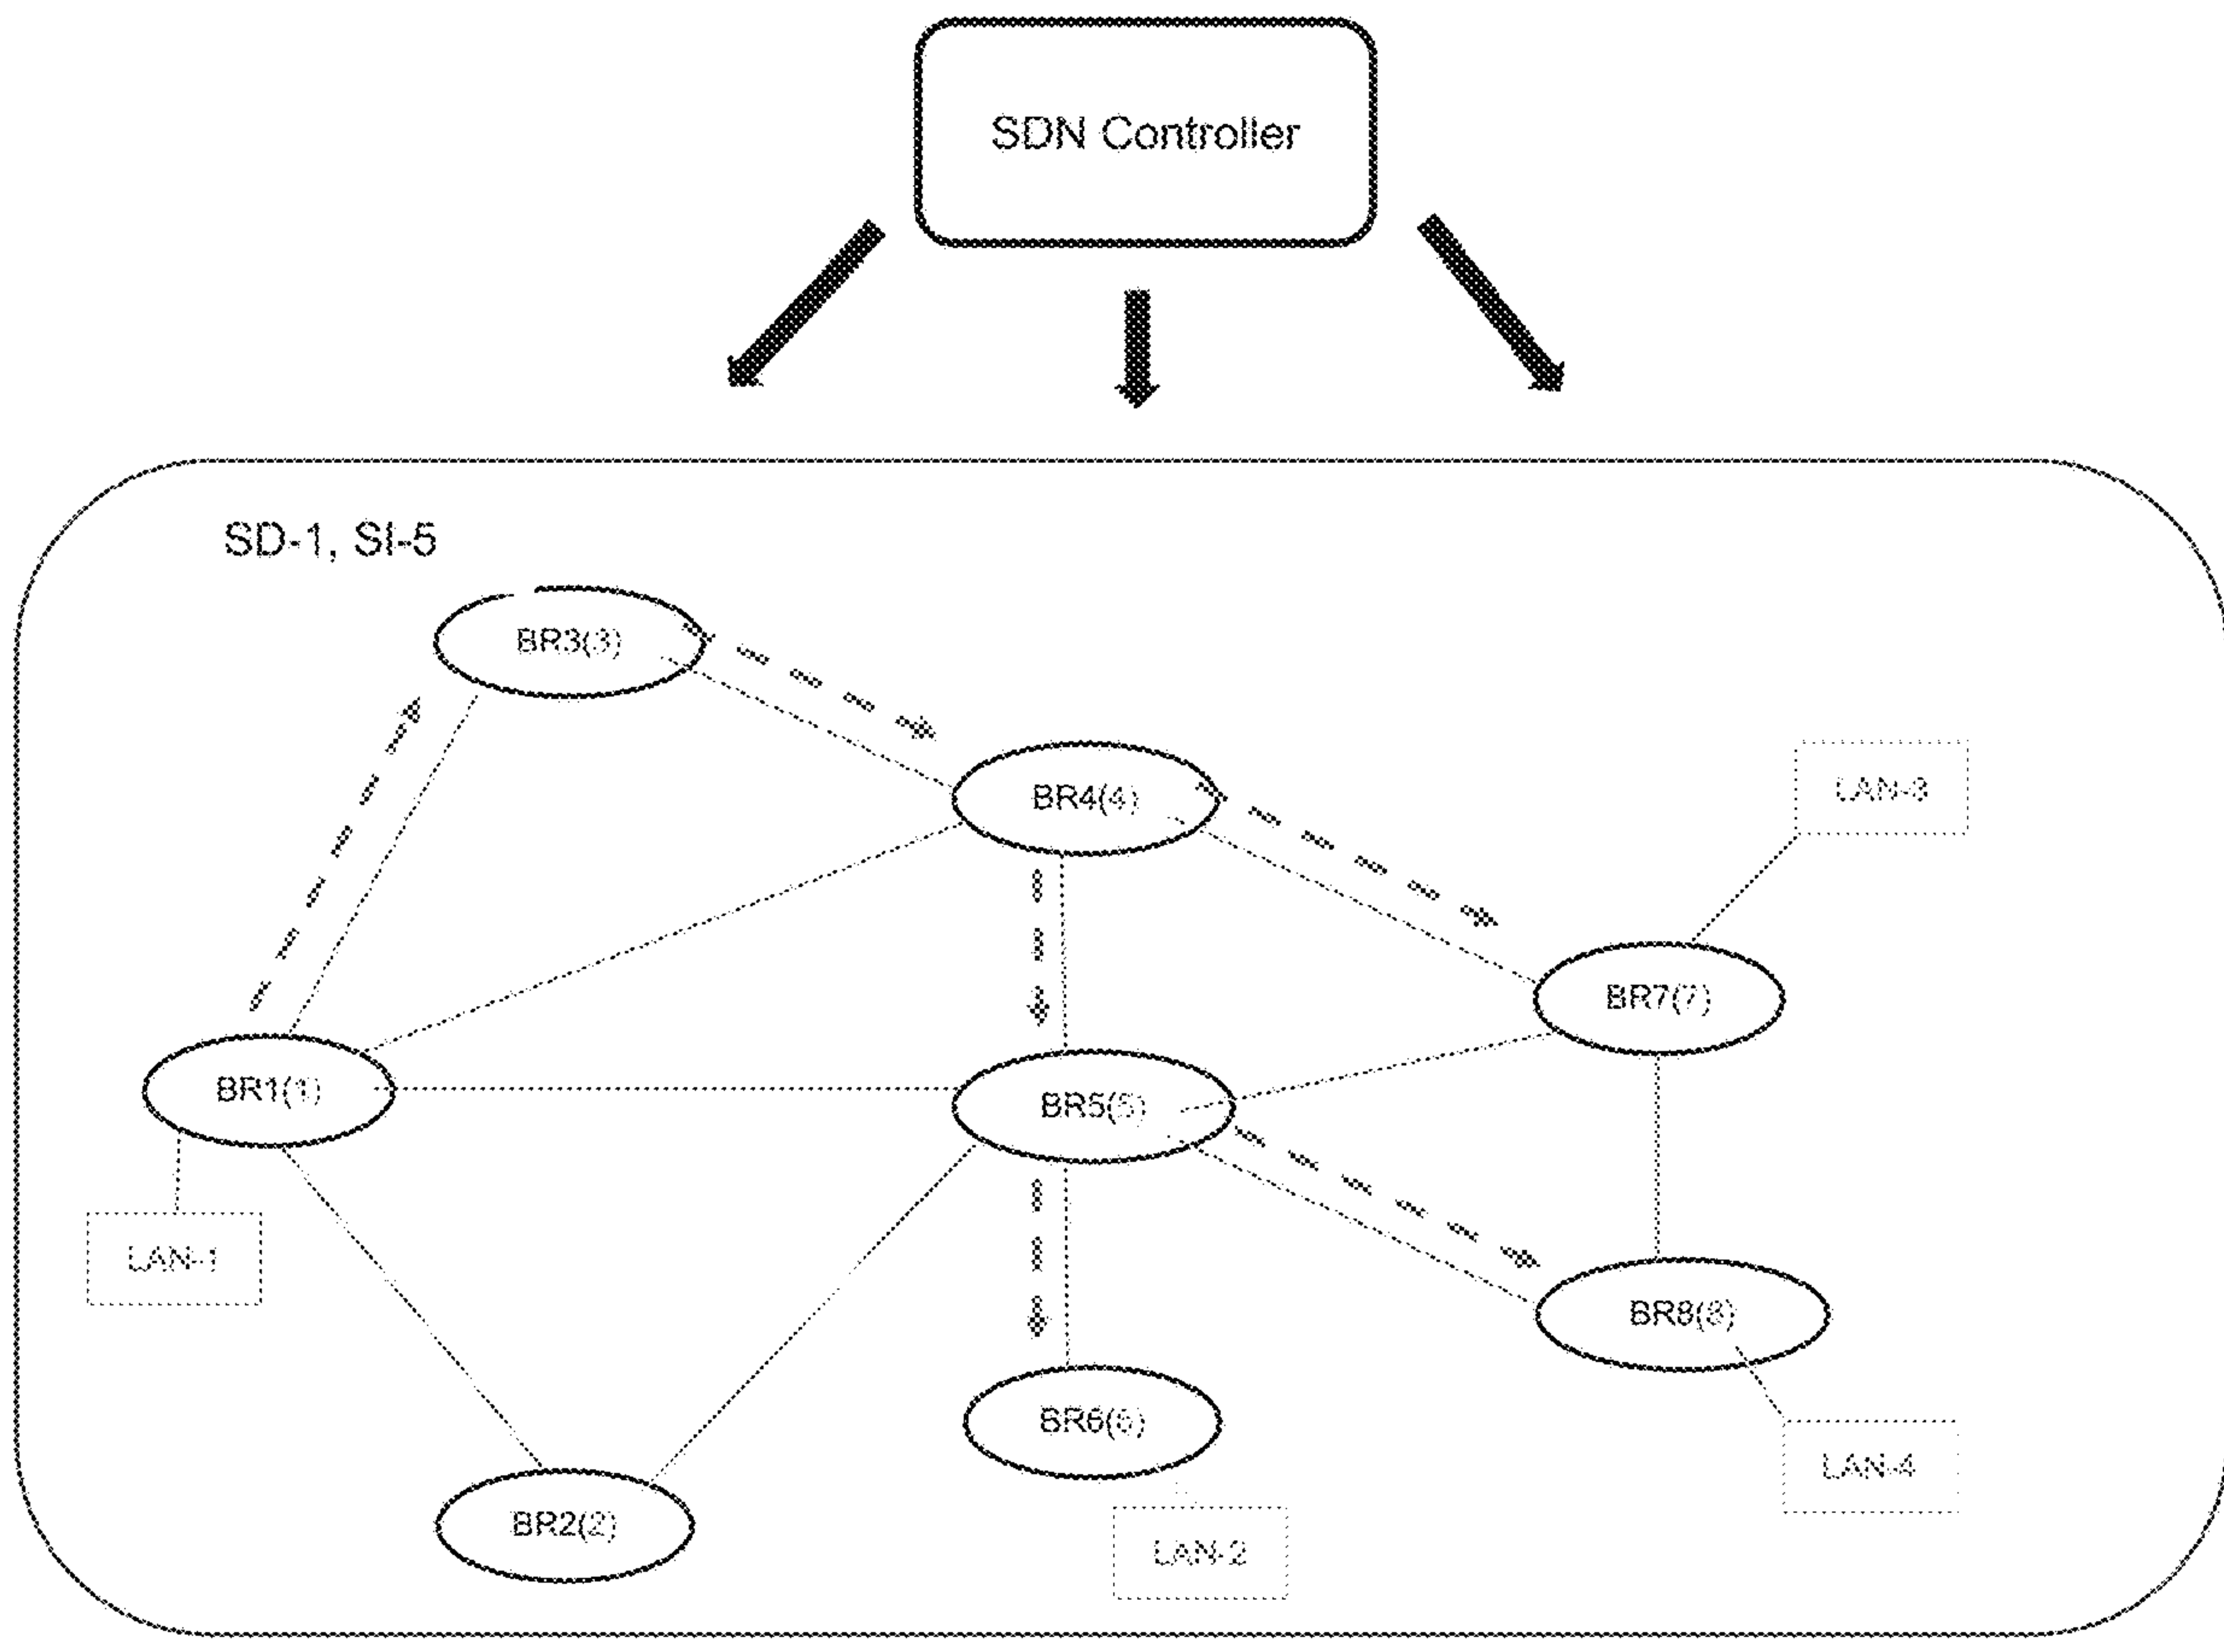 SDN Controller
SD-1, SI-5
BR3(3)
BR4(4)
LAN-3
BR7(7)
BR1(1)
BR5(5)
LAN-1
BR8(8)
BR6(6)
LAN-4
BR2(2)
LAN-2